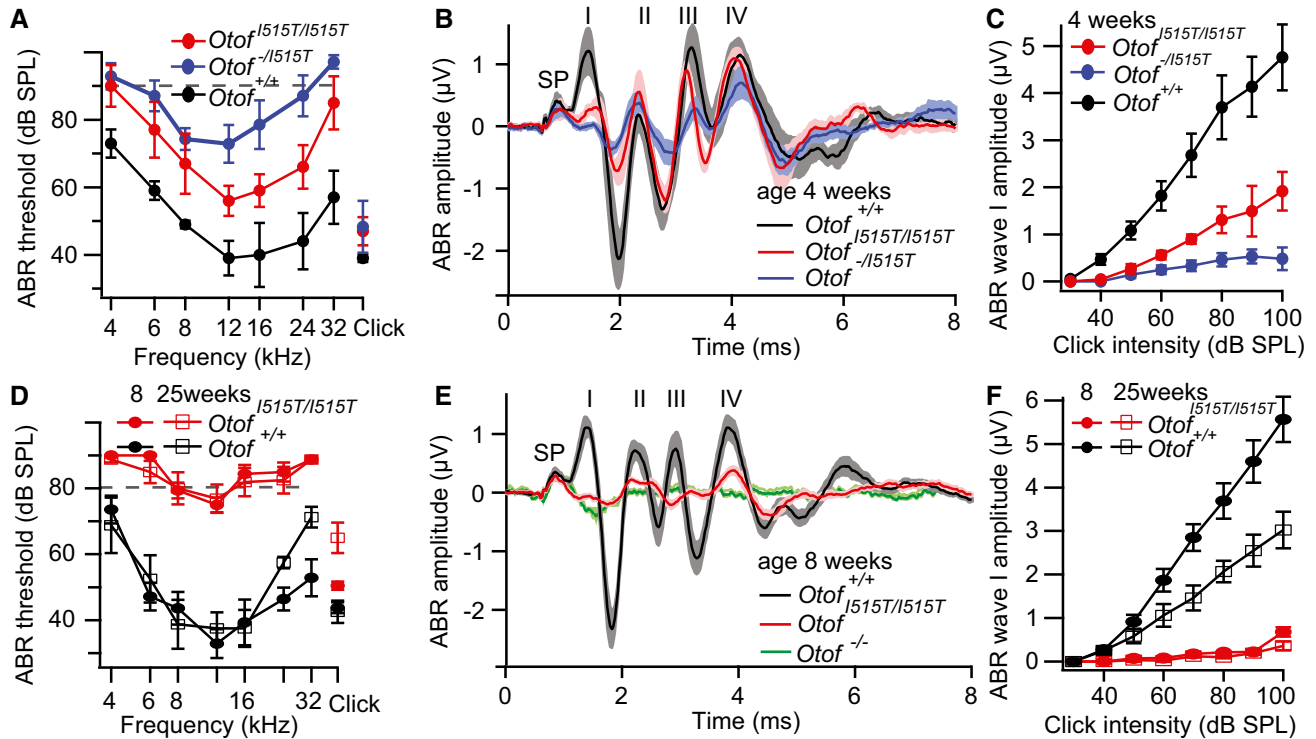 A
Otof I515T/I515T
Otof -/I515T
Otof +/+
ABR threshold (dB SPL)
80
60
40
4 6 8 12 16 24 32 Click
Frequency (kHz)
B
I II III IV
SP
ABR amplitude (µV)
1
0
-1
-2
age 4 weeks
Otof +/+
Otof I515T/I515T
Otof -/I515T
0 2 4 6 8
Time (ms)
C
4 weeks
Otof I515T/I515T
Otof -/I515T
Otof +/+
ABR wave I amplitude (µV)
5
4
3
2
1
0
40 60 80 100
Click intensity (dB SPL)
D
8 25weeks
Otof I515T/I515T
Otof +/+
ABR threshold (dB SPL)
80
60
40
4 6 8 16 32 Click
Frequency (kHz)
E
I II III IV
SP
ABR amplitude (µV)
1
0
-1
-2
age 8 weeks
Otof +/+
Otof I515T/I515T
Otof -/-
0 2 4 6 8
Time (ms)
F
8 25weeks
Otof I515T/I515T
Otof +/+
ABR wave I amplitude (µV)
6
5
4
3
2
1
0
40 60 80 100
Click intensity (dB SPL)